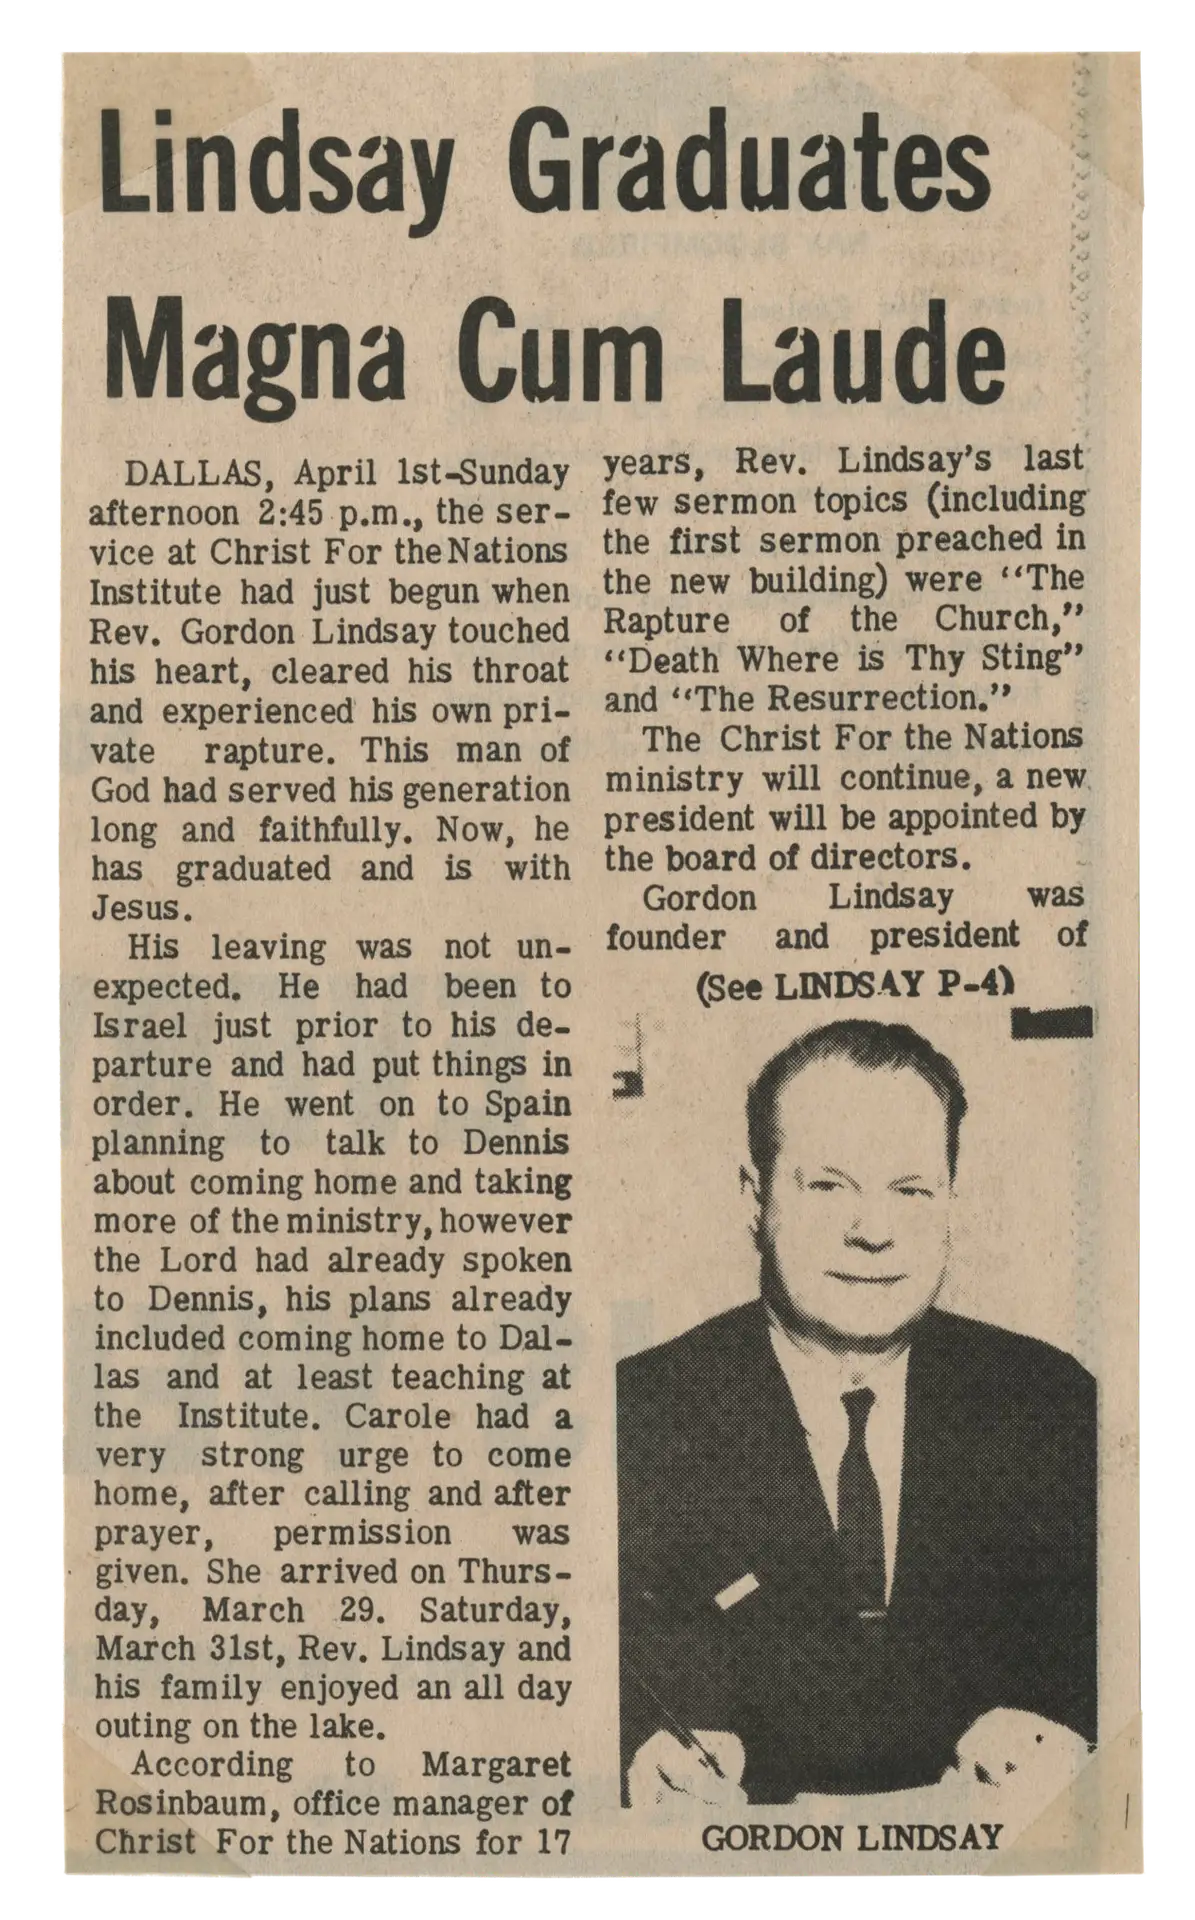 Lindsay Graduates
Magna Cum Laude
DALLAS, April 1st-Sunday
afternoon 2:45 p.m., the ser-
vice at Christ For the Nations
Institute had just begun when
Rev. Gordon Lindsay touched
his heart, cleared his throat
and experienced his own pri-
vate rapture. This man of
God had served his generation
long and faithfully. Now, he
has graduated and is with
Jesus.
His leaving was not un-
expected. He had been to
Israel just prior to his de-
parture and had put things in
order. He went on to Spain
planning to talk to Dennis
about coming home and taking
more of the ministry, however
the Lord had already spoken
to Dennis, his plans already
included coming home to Dal-
las and at least teaching at
the Institute. Carole had a
very strong urge to come
home, after calling and after
prayer, permission was
given. She arrived on Thurs-
day, March 29. Saturday,
March 31st, Rev. Lindsay and
his family enjoyed an all day
outing on the lake.
According to Margaret
Rosinbaum, office manager of
Christ For the Nations for 17
years, Rev. Lindsay's last
few sermon topics (including
the first sermon preached in
the new building) were "The
Rapture of the Church,"
"Death Where is Thy Sting"
and "The Resurrection."
The Christ For the Nations
ministry will continue, a new
president will be appointed by
the board of directors.
Gordon Lindsay was
founder and president of
(See LINDSAY P-4)
GORDON LINDSAY